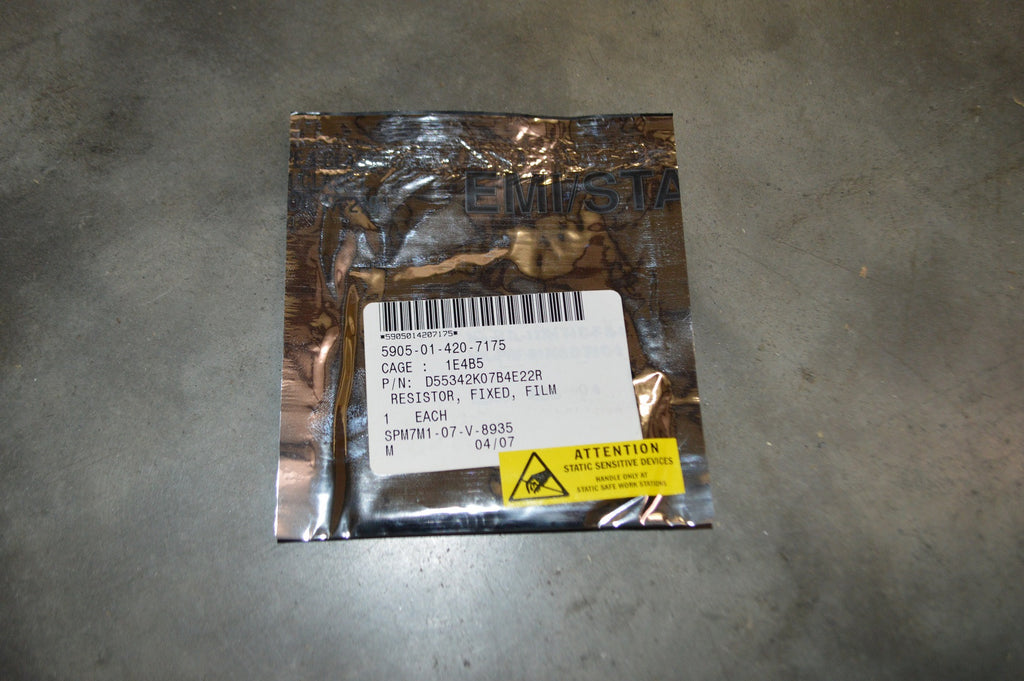 EMI/STA
*5905014207175*
5905-01-420-7175
CAGE : 1E4B5
P/N: D55342K07B4E22R
RESISTOR, FIXED, FILM
1 EACH
SPM7M1-07-V-8935
M 04/07
ATTENTION
STATIC SENSITIVE DEVICES
HANDLE ONLY AT
STATIC SAFE WORK STATIONS